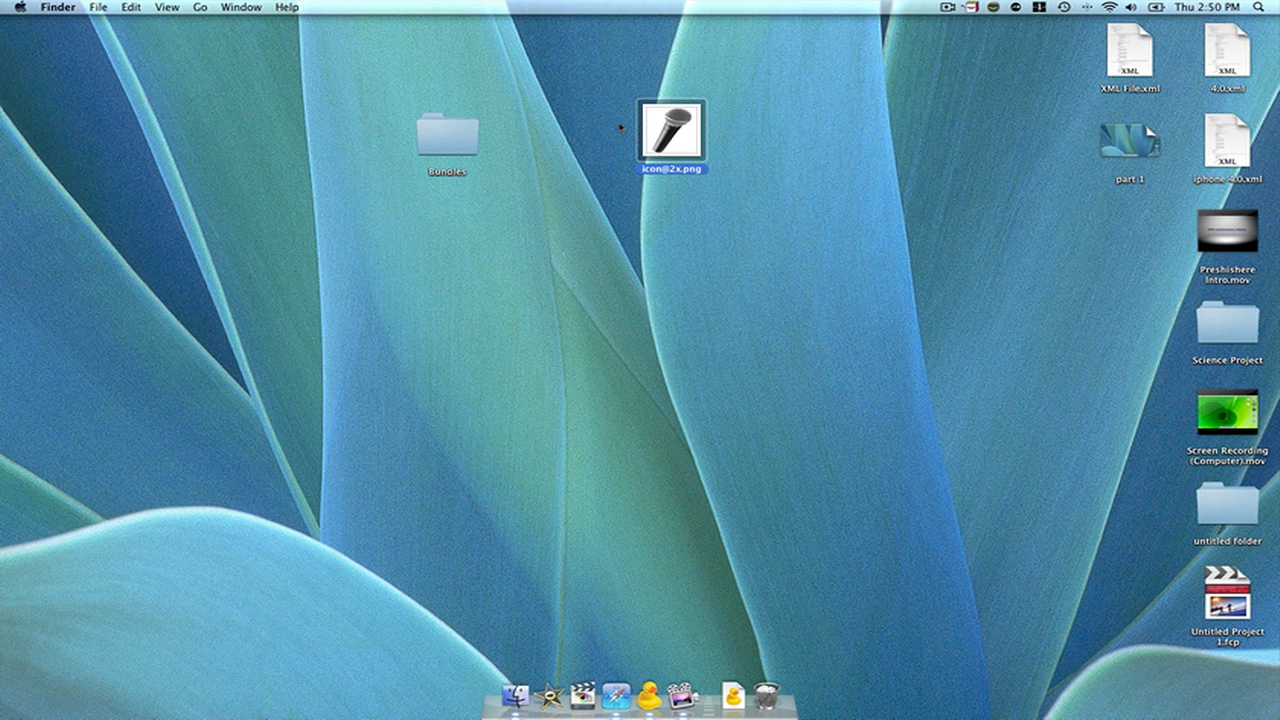 Finder File Edit View Go Window Help Thu 2:50 PM
XML
XML File.xml
XML
4.0.xml
Bundles
icon@2x.png
part 1
XML
iphone 4.0.xml
Preshishere
Intro.mov
Science Project
Screen Recording
(Computer).mov
untitled folder
Untitled Project
1.fcp